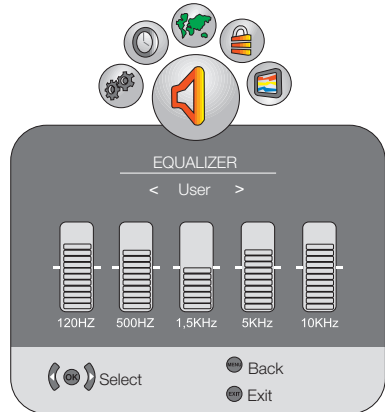 EQUALIZER
< User >
120HZ 500HZ 1,5KHz 5KHz 10KHz
OK Select
MENU Back
EXIT Exit